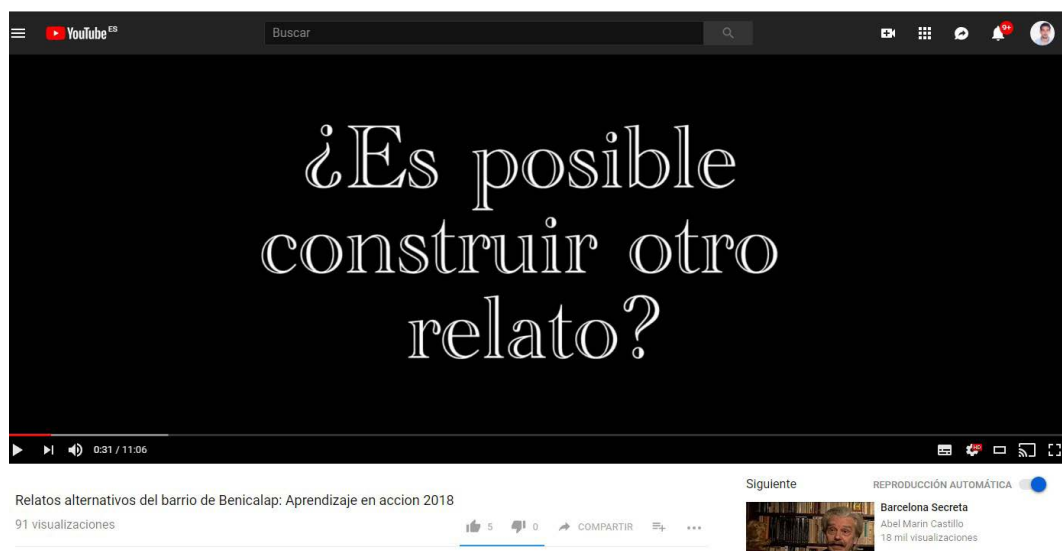 YouTube ES
Buscar
9+
¿Es posible
construir otro
relato?
0:31 / 11:06
HD
Relatos alternativos del barrio de Benicalap: Aprendizaje en accion 2018
91 visualizaciones
5
0
COMPARTIR
Siguiente
REPRODUCCIÓN AUTOMÁTICA
Barcelona Secreta
Abel Marin Castillo
18 mil visualizaciones